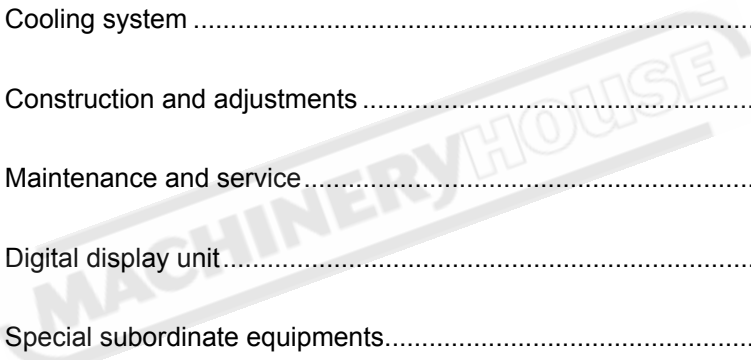 Cooling system ..........................................................................
Construction and adjustments ....................................................
Maintenance and service............................................................
Digital display unit.......................................................................
Special subordinate equipments.................................................
MACHINERYHOUSE